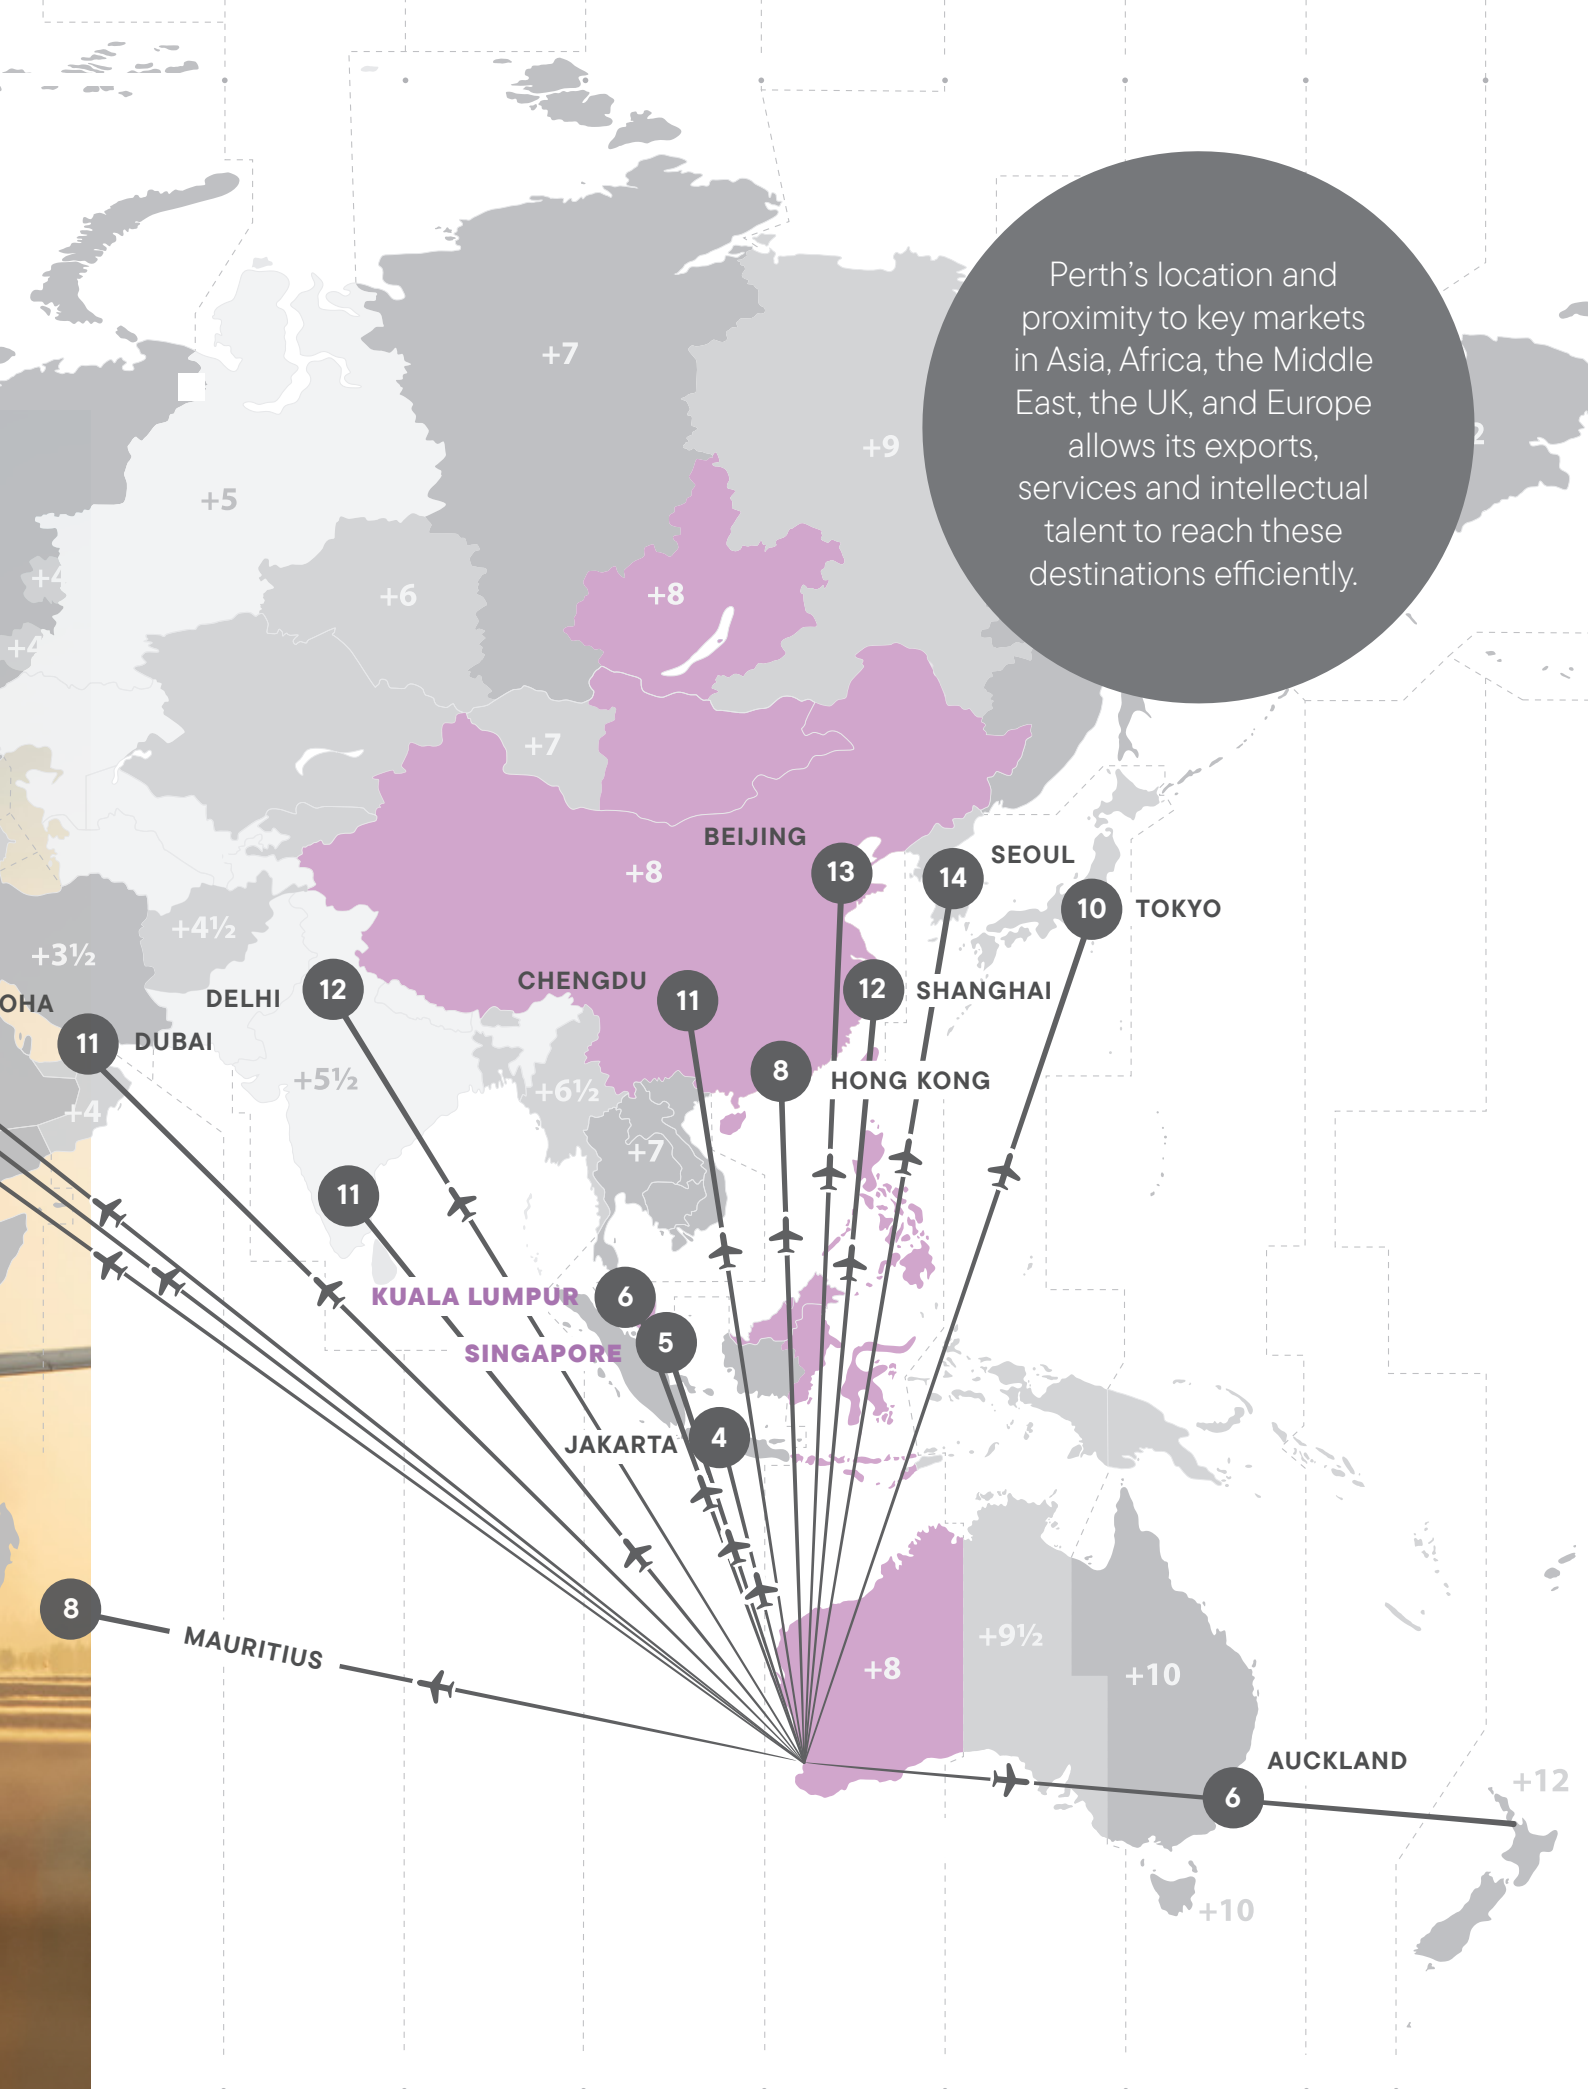 Perth’s location and
proximity to key markets
in Asia, Africa, the Middle
East, the UK, and Europe
allows its exports,
services and intellectual
talent to reach these
destinations efficiently.
+7
+9
+5
+4
+6
+8
+4
+7
BEIJING
13
SEOUL
14
+8
10
TOKYO
+4½
+3½
CHENGDU
11
DELHI
12
12
SHANGHAI
OHA
11
DUBAI
8
HONG KONG
+5½
+6½
+4
+7
11
KUALA LUMPUR
6
SINGAPORE
5
JAKARTA
4
8
MAURITIUS
+9½
+8
+10
AUCKLAND
6
+12
+10